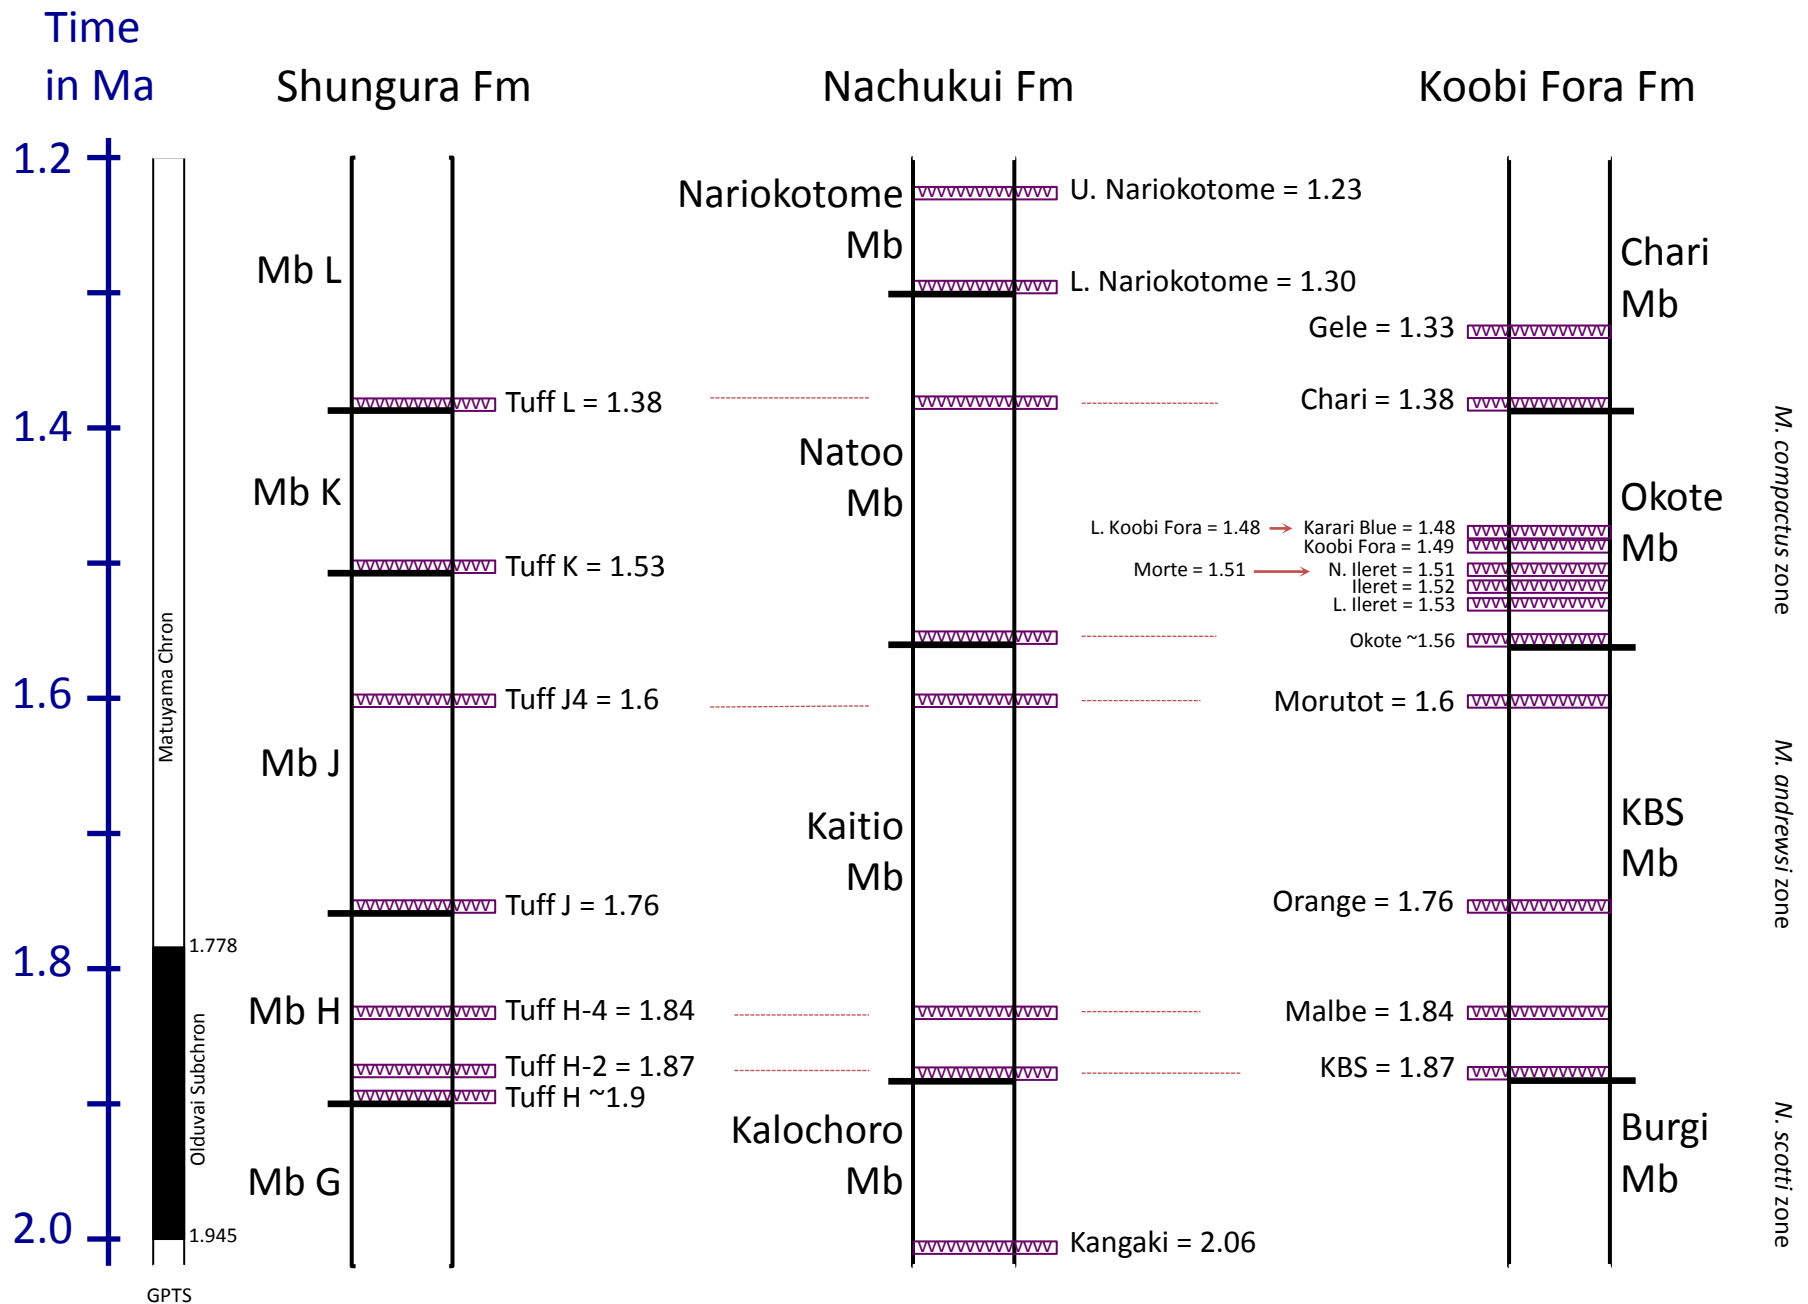 Time
in Ma
Shungura Fm
Nachukui Fm
Koobi Fora Fm
1.2
1.4
1.6
1.8
2.0
Matuyama Chron
Olduvai Subchron
1.778
1.945
GPTS
Mb L
Mb K
Mb J
Mb H
Mb G
Tuff L = 1.38
Tuff K = 1.53
Tuff J4 = 1.6
Tuff J = 1.76
Tuff H-4 = 1.84
Tuff H-2 = 1.87
Tuff H ~1.9
Nariokotome
Mb
Natoo
Mb
Kaitio
Mb
Kalochoro
Mb
U. Nariokotome = 1.23
L. Nariokotome = 1.30
Kangaki = 2.06
Gele = 1.33
Chari = 1.38
L. Koobi Fora = 1.48
Karari Blue = 1.48
Koobi Fora = 1.49
Morte = 1.51
N. Ileret = 1.51
Ileret = 1.52
L. Ileret = 1.53
Okote ~1.56
Morutot = 1.6
Orange = 1.76
Malbe = 1.84
KBS = 1.87
Chari
Mb
Okote
Mb
KBS
Mb
Burgi
Mb
M. compactus zone
M. andrewsi zone
N. scotti zone